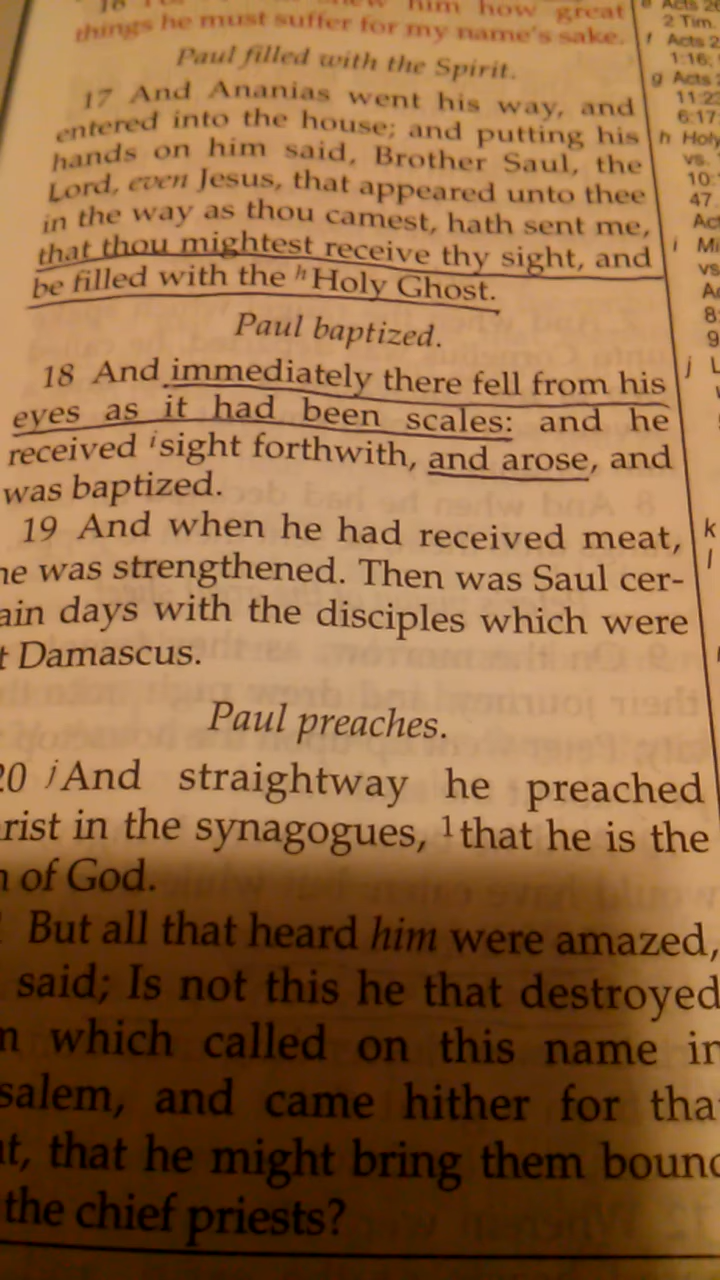 him how great
things he must suffer for my name's sake.
Paul filled with the Spirit.
17 And Ananias went his way, and
entered into the house; and putting his
hands on him said, Brother Saul, the
Lord, even Jesus, that appeared unto thee
in the way as thou camest, hath sent me,
that thou mightest receive thy sight, and
be filled with the h Holy Ghost.
Paul baptized.
18 And immediately there fell from his
eyes as it had been scales: and he
received i sight forthwith, and arose, and
was baptized.
19 And when he had received meat,
he was strengthened. Then was Saul cer-
ain days with the disciples which were
t Damascus.
Paul preaches.
20 j And straightway he preached
rist in the synagogues, 1 that he is the
n of God.
But all that heard him were amazed,
said; Is not this he that destroyed
m which called on this name in
salem, and came hither for tha
t, that he might bring them bound
the chief priests?
2 Tim.
f Acts 2
1:16;
g Acts
11:2
6:17
h Holy
vs.
10:
47
Ac
i Mi
vs
Ac
8:
9
j L
k
l